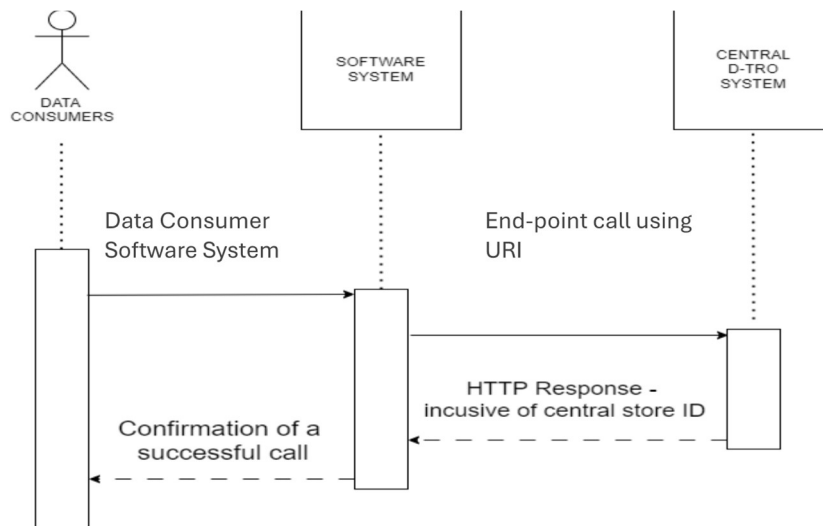 DATA
CONSUMERS
SOFTWARE
SYSTEM
CENTRAL
D-TRO
SYSTEM
Data Consumer
Software System
End-point call using
URI
HTTP Response -
incusive of central store ID
Confirmation of a
successful call